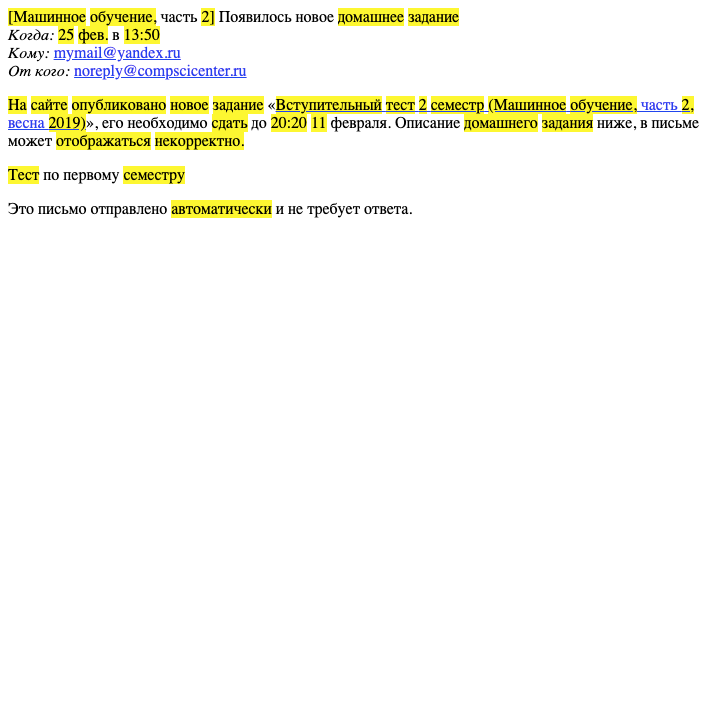 [Машинное обучение, часть 2] Появилось новое домашнее задание
Когда: 25 фев. в 13:50
Кому: mymail@yandex.ru
От кого: noreply@compscicenter.ru
На сайте опубликовано новое задание «Вступительный тест 2 семестр (Машинное обучение, часть 2,
весна 2019)», его необходимо сдать до 20:20 11 февраля. Описание домашнего задания ниже, в письме
может отображаться некорректно.
Тест по первому семестру
Это письмо отправлено автоматически и не требует ответа.